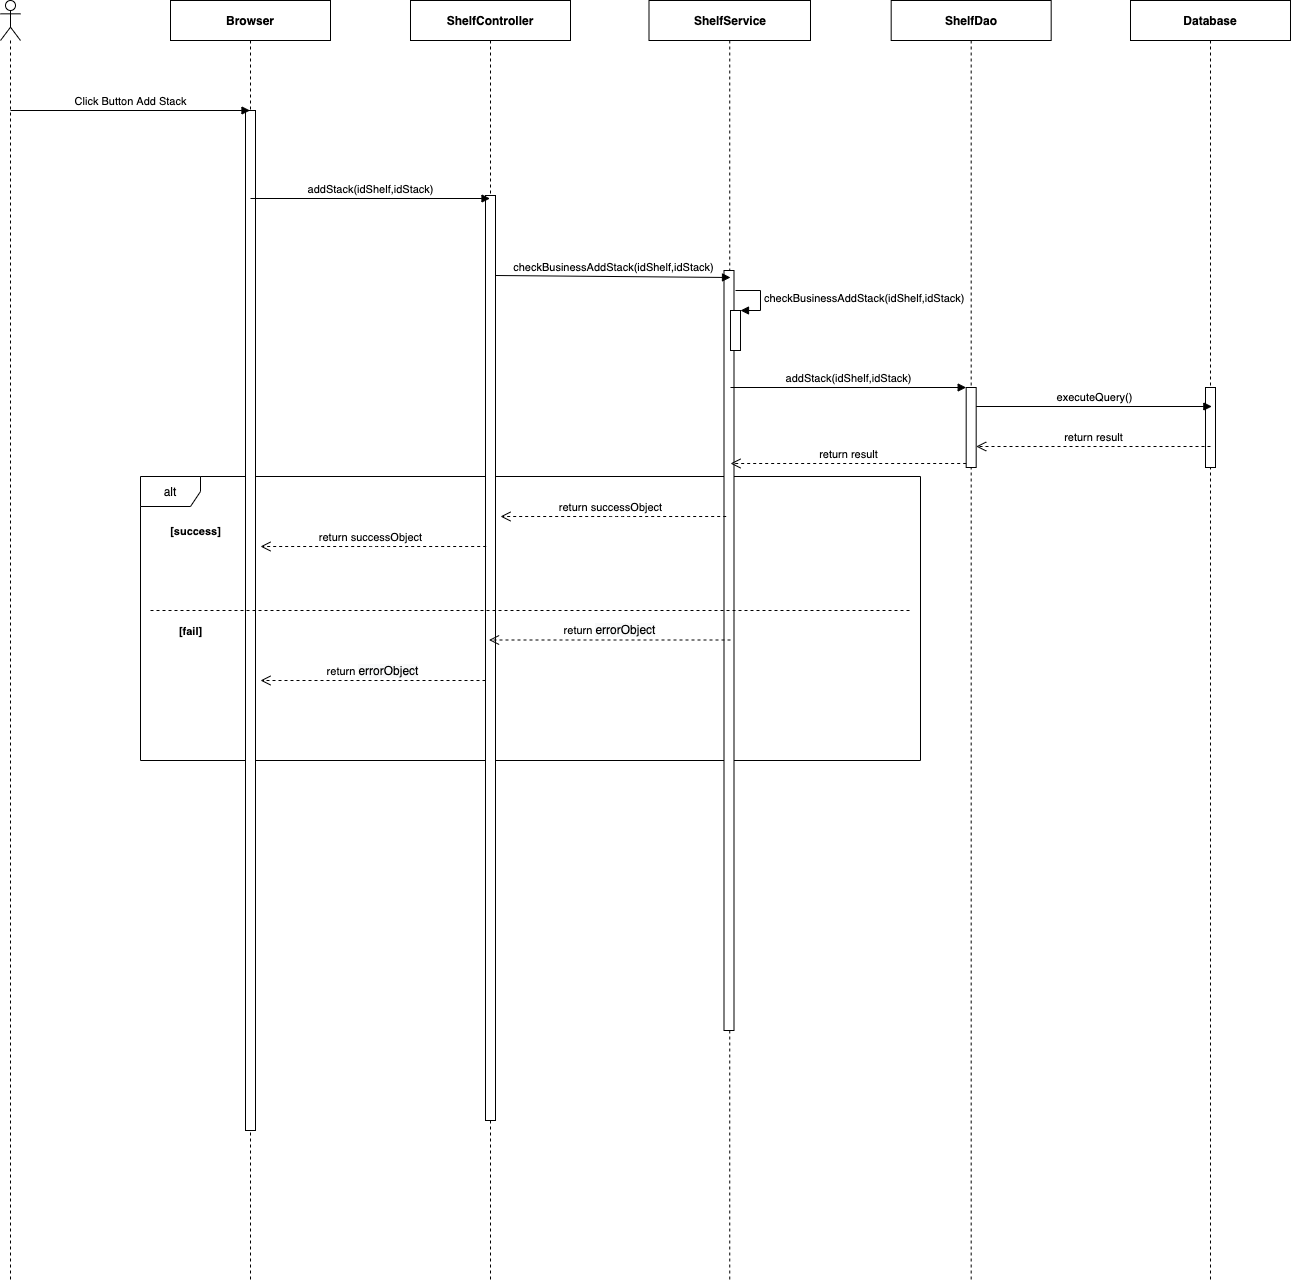 Browser
ShelfController
ShelfService
ShelfDao
Database
Click Button Add Stack
addStack(idShelf,idStack)
checkBusinessAddStack(idShelf,idStack)
checkBusinessAddStack(idShelf,idStack)
addStack(idShelf,idStack)
executeQuery()
return result
return result
alt
return successObject
[success]
return successObject
[fail]
return errorObject
return errorObject